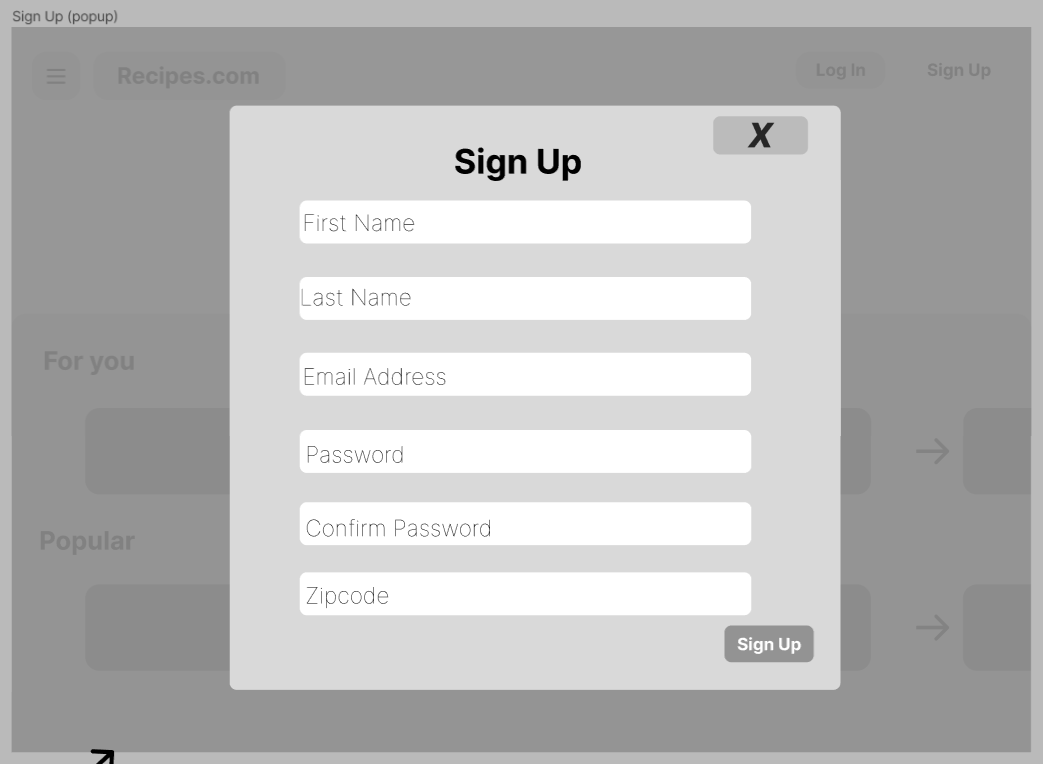 Sign Up (popup)
Recipes.com
Log In
Sign Up
X
Sign Up
First Name
Last Name
For you
Email Address
Password
Confirm Password
Popular
Zipcode
Sign Up